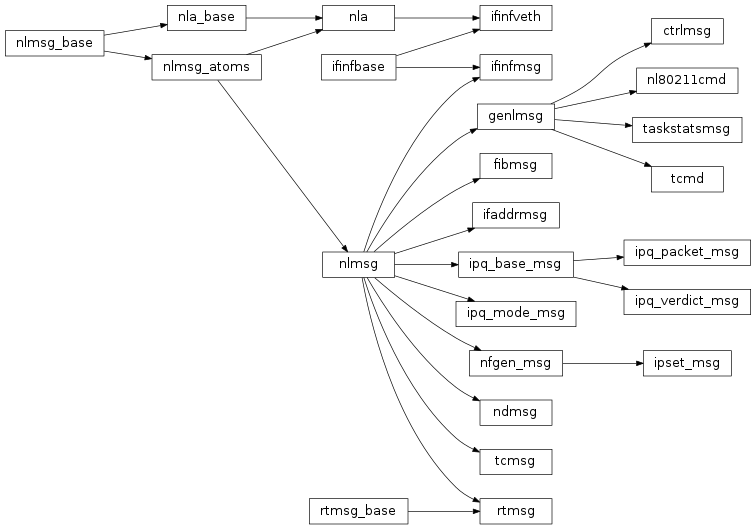 nlmsg_base
nla_base
nlmsg_atoms
nla
ifinfbase
ifinfveth
ifinfmsg
genlmsg
ctrlmsg
nl80211cmd
taskstatsmsg
tcmd
fibmsg
ifaddrmsg
nlmsg
ipq_base_msg
ipq_packet_msg
ipq_verdict_msg
ipq_mode_msg
nfgen_msg
ipset_msg
ndmsg
tcmsg
rtmsg_base
rtmsg